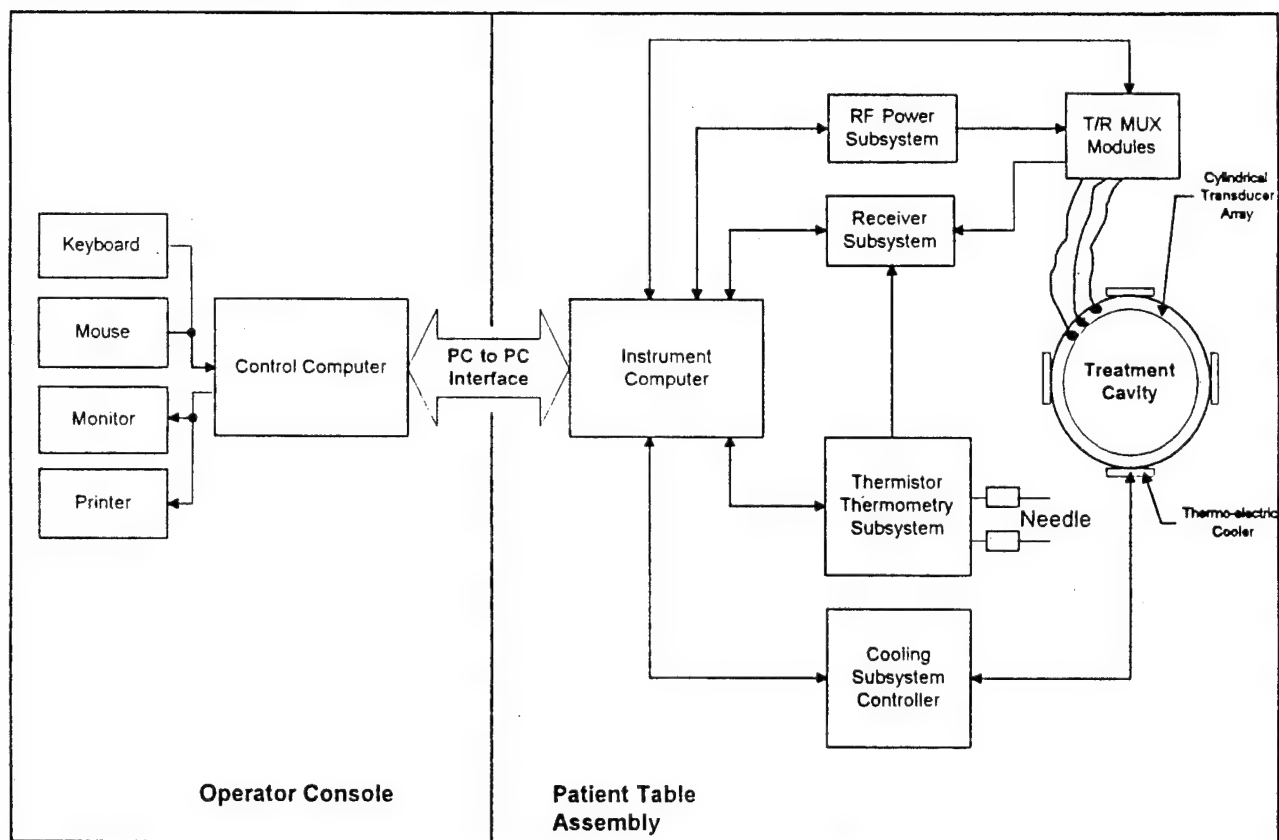 Keyboard
Mouse
Monitor
Printer
Control Computer
PC to PC
Interface
Operator Console
Instrument
Computer
RF Power
Subsystem
T/R MUX
Modules
Cylindrical
Transducer
Array
Receiver
Subsystem
Treatment
Cavity
Thermistor
Thermometry
Subsystem
Needle
Thermo-electric
Cooler
Cooling
Subsystem
Controller
Patient Table
Assembly